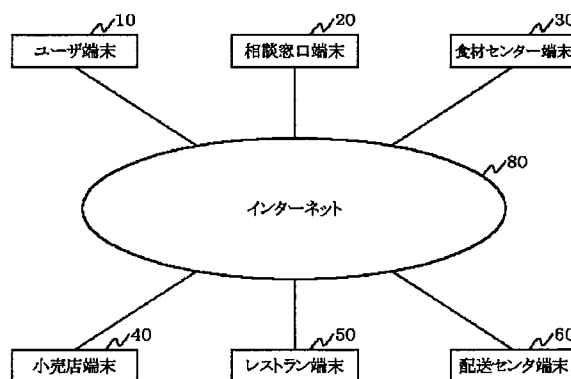 10
20
30
ユーザ端末
相談窓口端末
食材センター端末
80
インターネット
40
50
60
小売店端末
レストラン端末
配送センタ端末